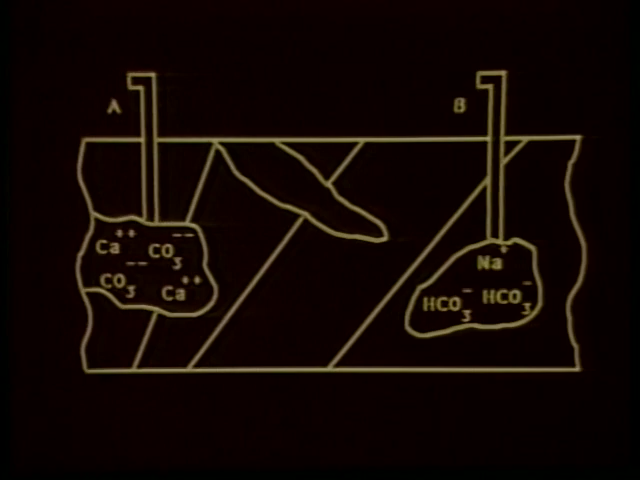 A
B
Ca++ CO3--
CO3-- Ca++
Na+
HCO3- HCO3-